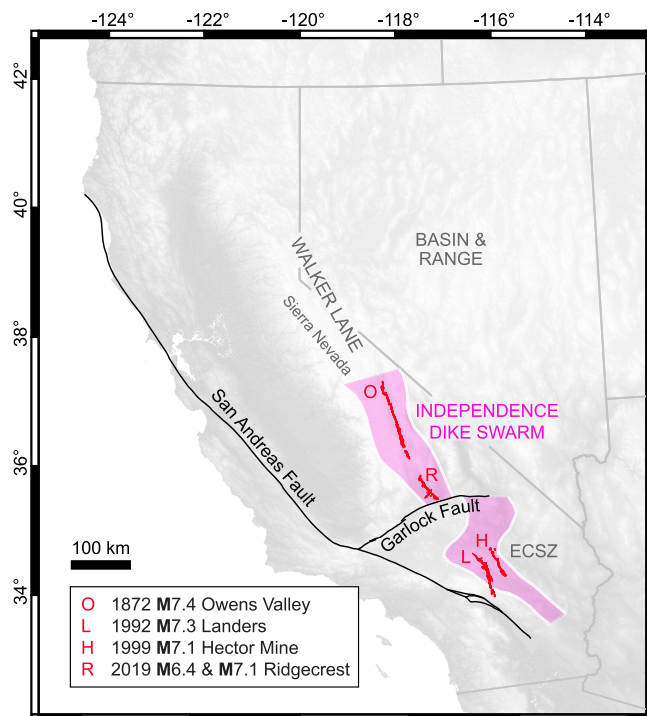 -124° -122° -120° -118° -116° -114°
42°
40°
38°
36°
34°
BASIN &
RANGE
WALKER LANE
Sierra Nevada
O
INDEPENDENCE
DIKE SWARM
San Andreas Fault
R
Garlock Fault
H
L
ECSZ
100 km
O 1872 M7.4 Owens Valley
L 1992 M7.3 Landers
H 1999 M7.1 Hector Mine
R 2019 M6.4 & M7.1 Ridgecrest